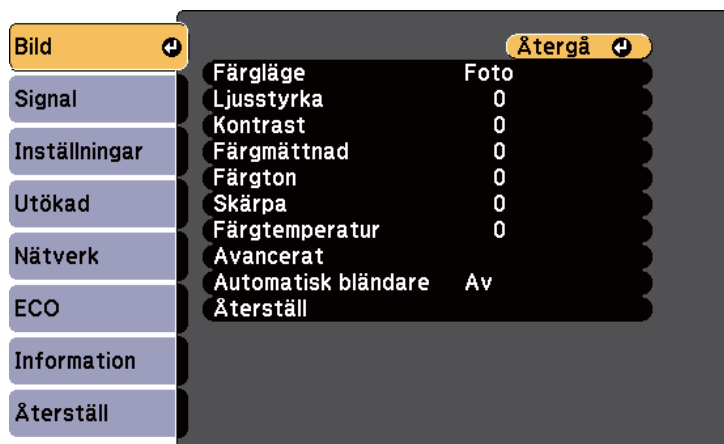 Bild
Signal
Inställningar
Utökad
Nätverk
ECO
Information
Återställ
Återgå
Färgläge Foto
Ljusstyrka 0
Kontrast 0
Färgmättnad 0
Färgton 0
Skärpa 0
Färgtemperatur 0
Avancerat
Automatisk bländare Av
Återställ